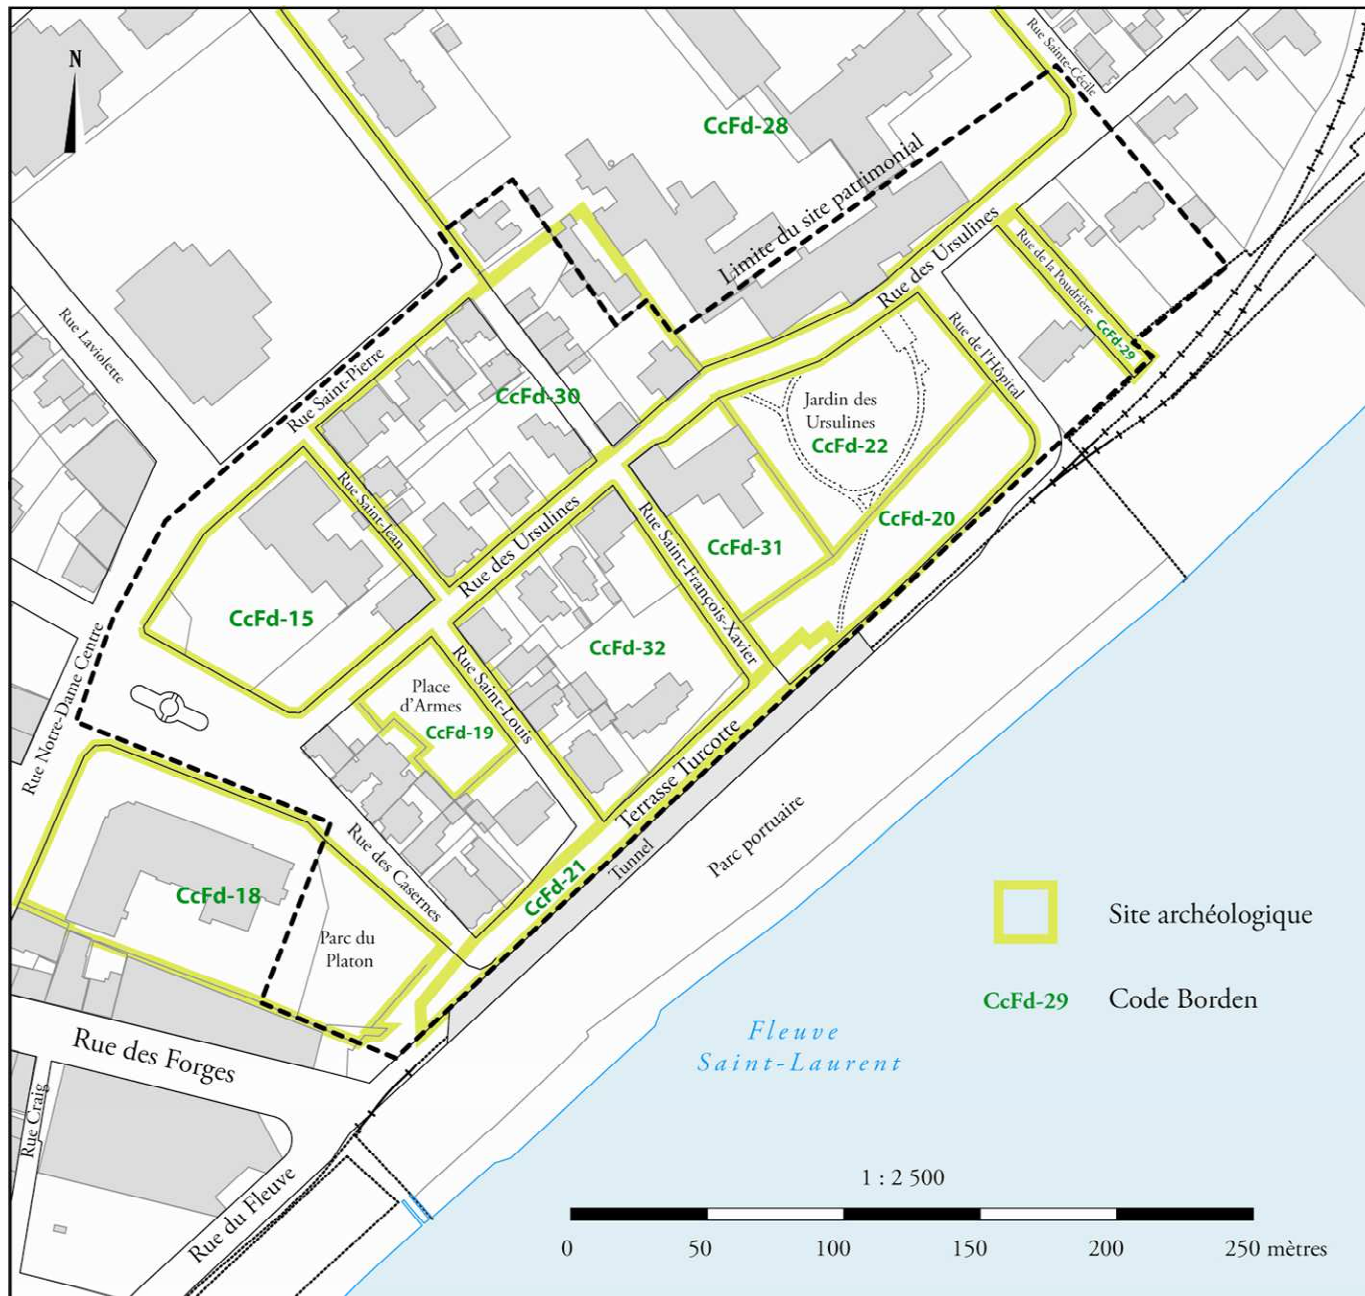 N
Rue Sainte-Cécile
CcFd-28
Limite du site patrimonial
Rue des Ursulines
Rue de la Poudrière
CcFd-29
Rue Laviolette
Rue Saint-Pierre
CcFd-30
Rue de l'Hôpital
Jardin des
Ursulines
CcFd-22
Rue Saint-Jean
Rue des Ursulines
CcFd-20
CcFd-31
Rue Saint-François-Xavier
CcFd-15
CcFd-32
Rue Notre-Dame Centre
Place
d'Armes
CcFd-19
Rue Saint-Louis
Terrasse Turcotte
Tunnel
Parc portuaire
Rue des Casernes
CcFd-21
CcFd-18
Parc du
Platon
Site archéologique
CcFd-29
Code Borden
Rue des Forges
Fleuve
Saint-Laurent
Rue Craig
Rue du Fleuve
1 : 2 500
0 50 100 150 200 250 mètres